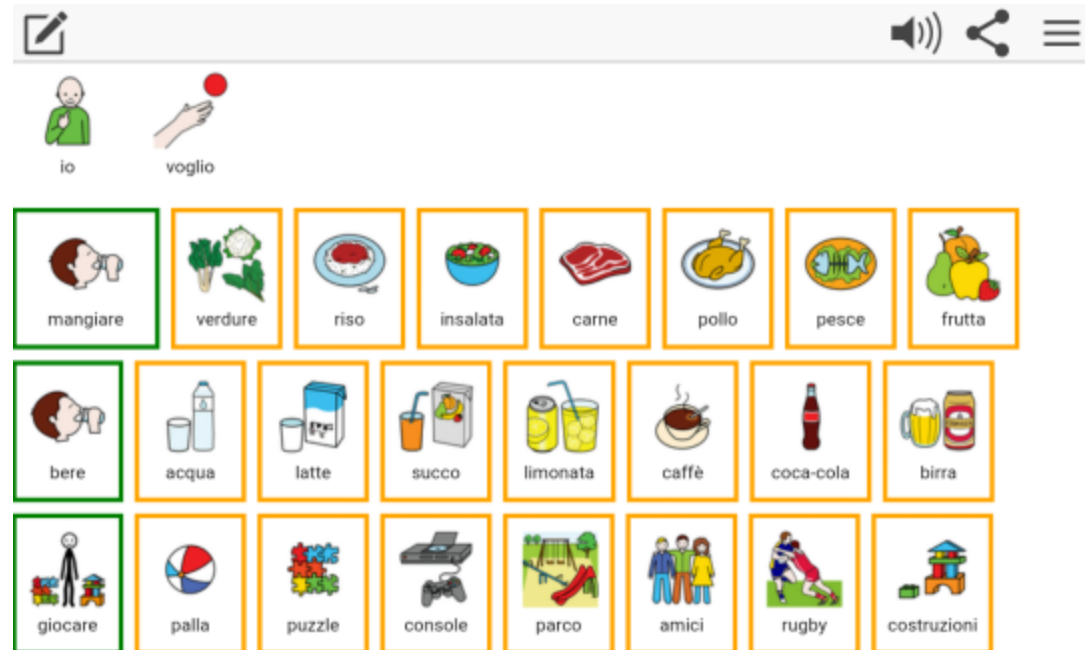 io voglio
mangiare verdure riso insalata carne pollo pesce frutta
bere acqua latte succo limonata caffè coca-cola birra
giocare palla puzzle console parco amici rugby costruzioni